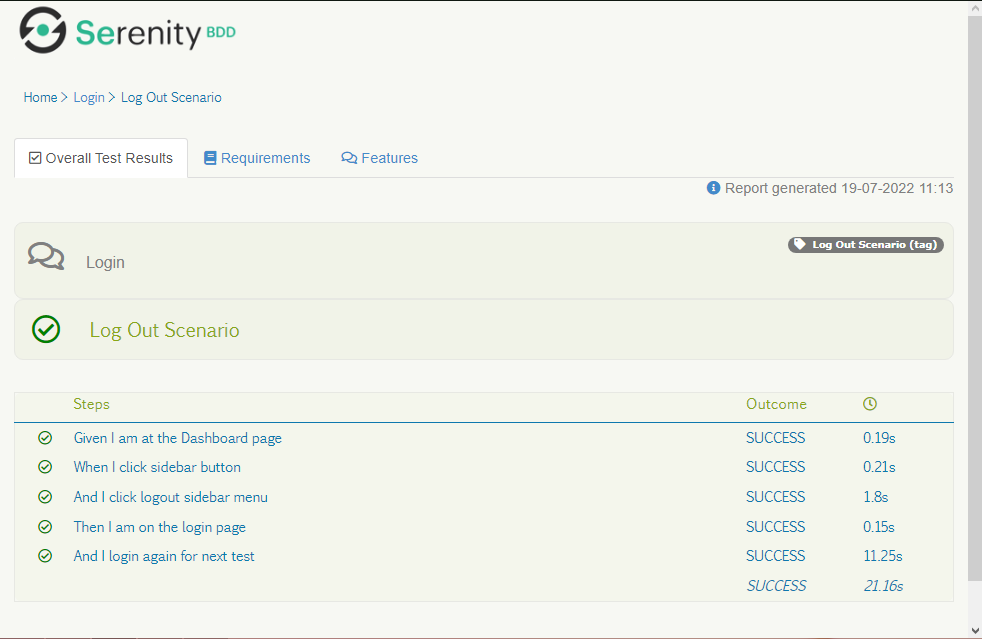 Serenity BDD
Home > Login > Log Out Scenario
Overall Test Results Requirements Features
Report generated 19-07-2022 11:13
Log Out Scenario (tag)
Login
Log Out Scenario
Steps Outcome
Given I am at the Dashboard page SUCCESS 0.19s
When I click sidebar button SUCCESS 0.21s
And I click logout sidebar menu SUCCESS 1.8s
Then I am on the login page SUCCESS 0.15s
And I login again for next test SUCCESS 11.25s
SUCCESS 21.16s